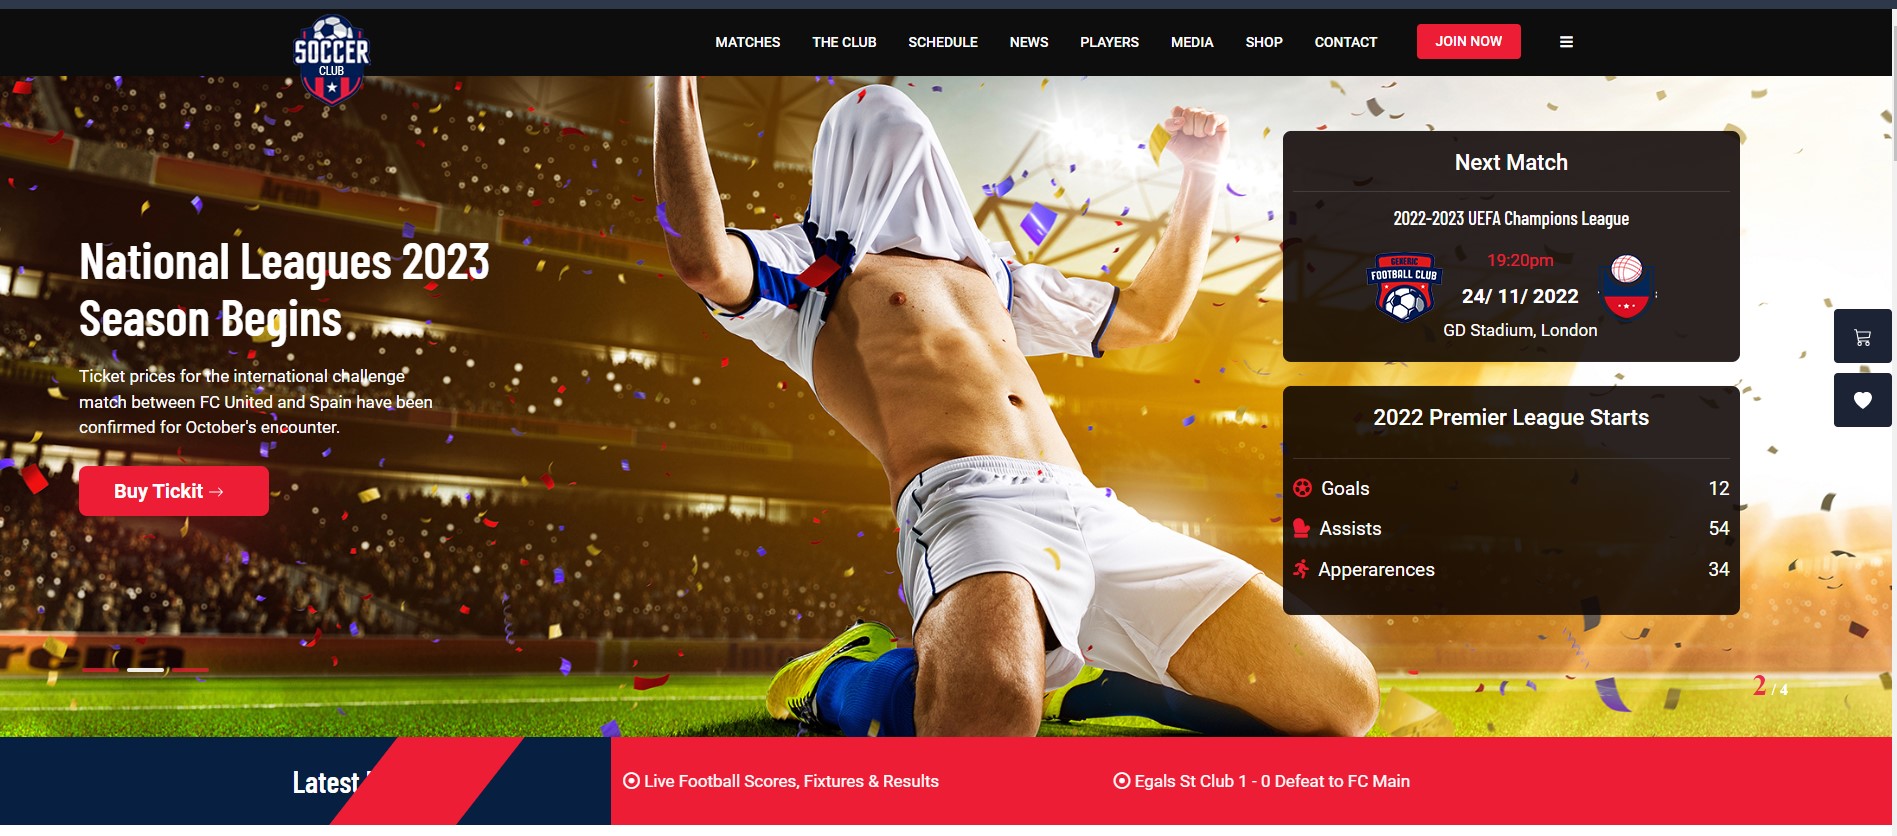 SOCCER
CLUB
MATCHES
THE CLUB
SCHEDULE
NEWS
PLAYERS
MEDIA
SHOP
CONTACT
JOIN NOW
Arena
National Leagues 2023
Season Begins
Ticket prices for the international challenge
match between FC United and Spain have been
confirmed for October's encounter.
Buy Tickit
Next Match
2022-2023 UEFA Champions League
GENERIC
FOOTBALL CLUB
19:20pm
24/ 11/ 2022
GD Stadium, London
2022 Premier League Starts
Goals 12
Assists 54
Apperarences 34
rena
2 / 4
Latest
Live Football Scores, Fixtures & Results
Egals St Club 1 - 0 Defeat to FC Main